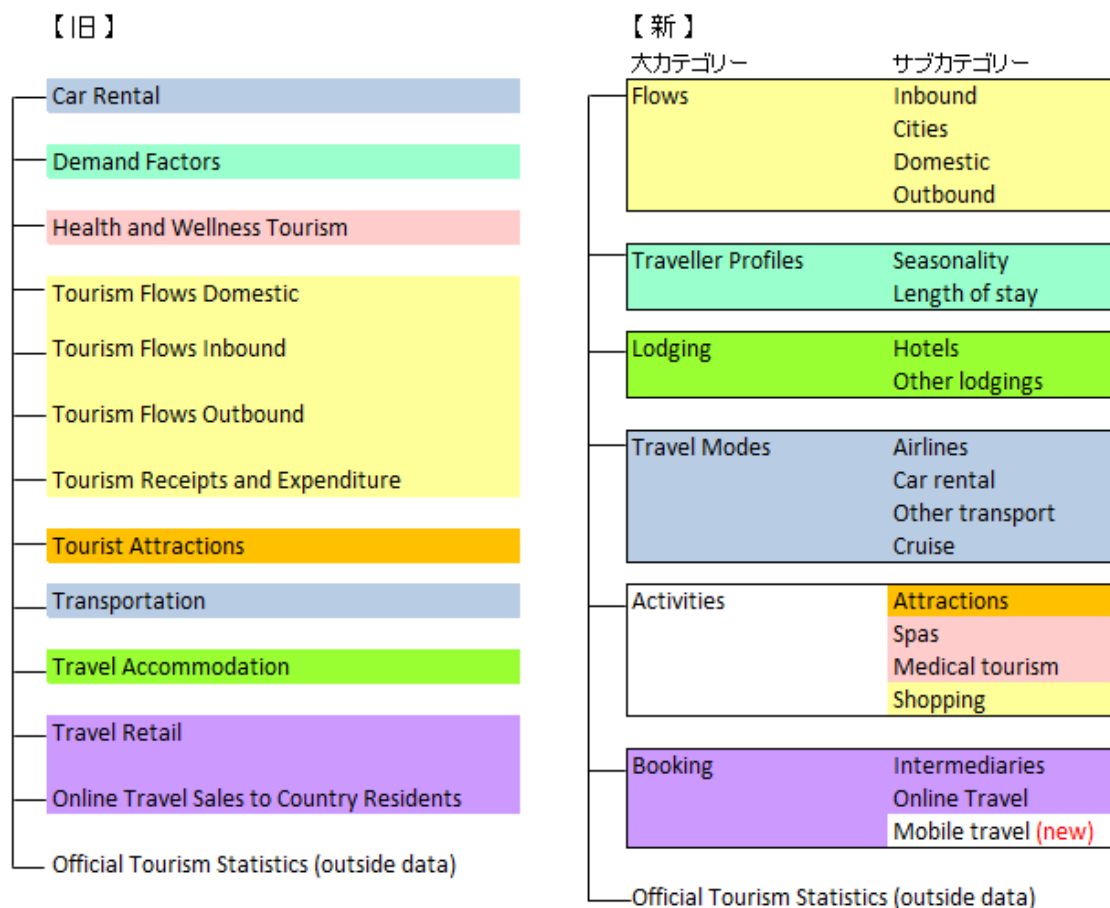 【旧】
Car Rental
Demand Factors
Health and Wellness Tourism
Tourism Flows Domestic
Tourism Flows Inbound
Tourism Flows Outbound
Tourism Receipts and Expenditure
Tourist Attractions
Transportation
Travel Accommodation
Travel Retail
Online Travel Sales to Country Residents
Official Tourism Statistics (outside data)
【新】
大カテゴリー サブカテゴリー
Flows Inbound
Cities
Domestic
Outbound
Traveller Profiles Seasonality
Length of stay
Lodging Hotels
Other lodgings
Travel Modes Airlines
Car rental
Other transport
Cruise
Activities Attractions
Spas
Medical tourism
Shopping
Booking Intermediaries
Online Travel
Mobile travel (new)
Official Tourism Statistics (outside data)